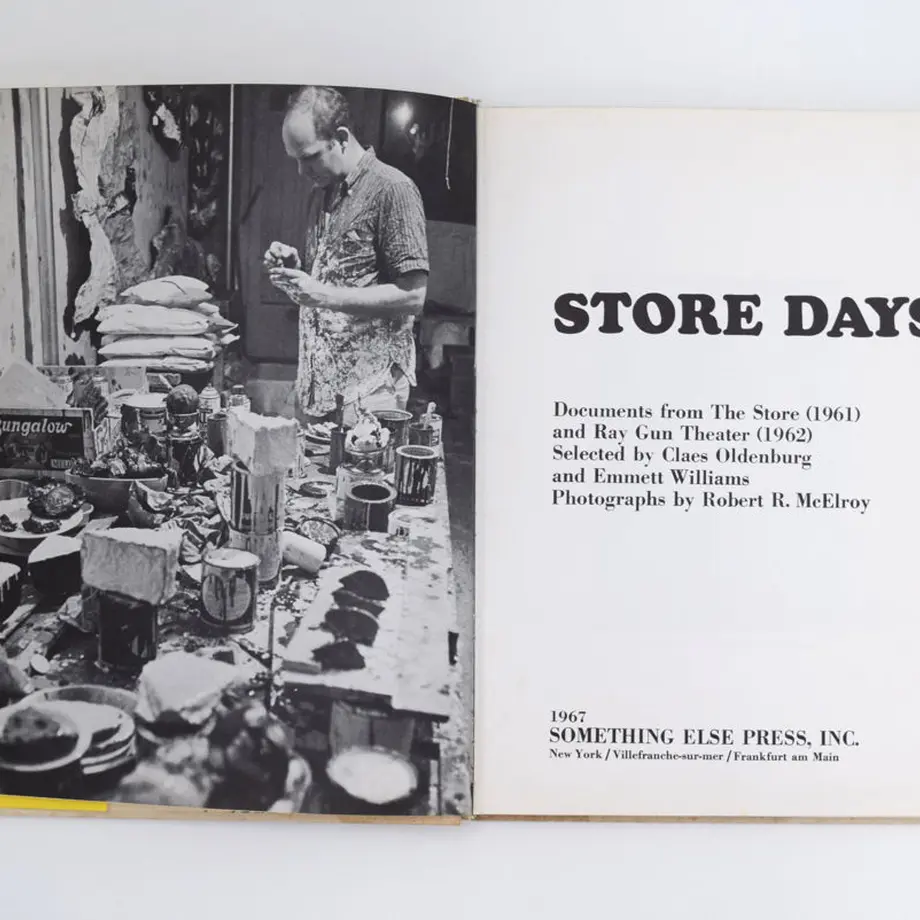 ungalow
STORE DAYS
Documents from The Store (1961)
and Ray Gun Theater (1962)
Selected by Claes Oldenburg
and Emmett Williams
Photographs by Robert R. McElroy
1967
SOMETHING ELSE PRESS, INC.
New York/Villefranche-sur-mer/Frankfurt am Main